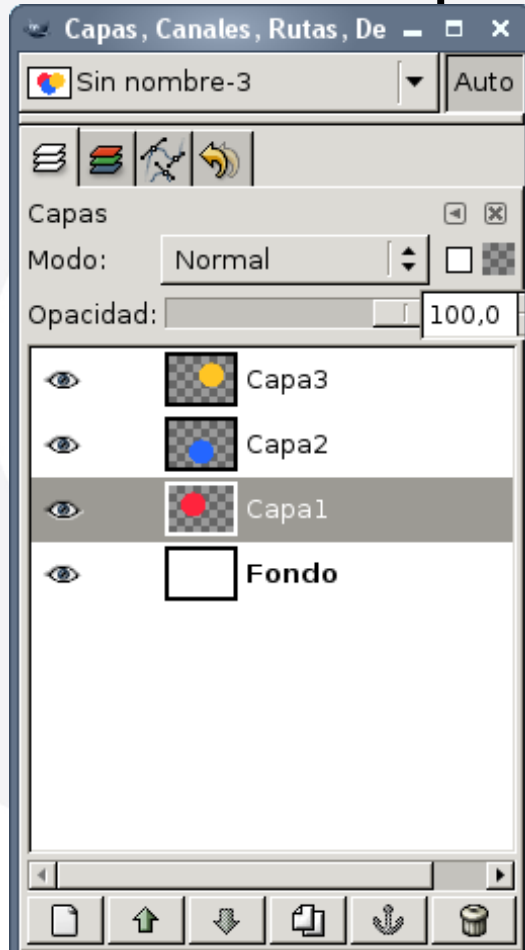 Capas, Canales, Rutas, De
Sin nombre-3
Auto
Capas
Modo: Normal
Opacidad: 100,0
Capa3
Capa2
Capa1
Fondo